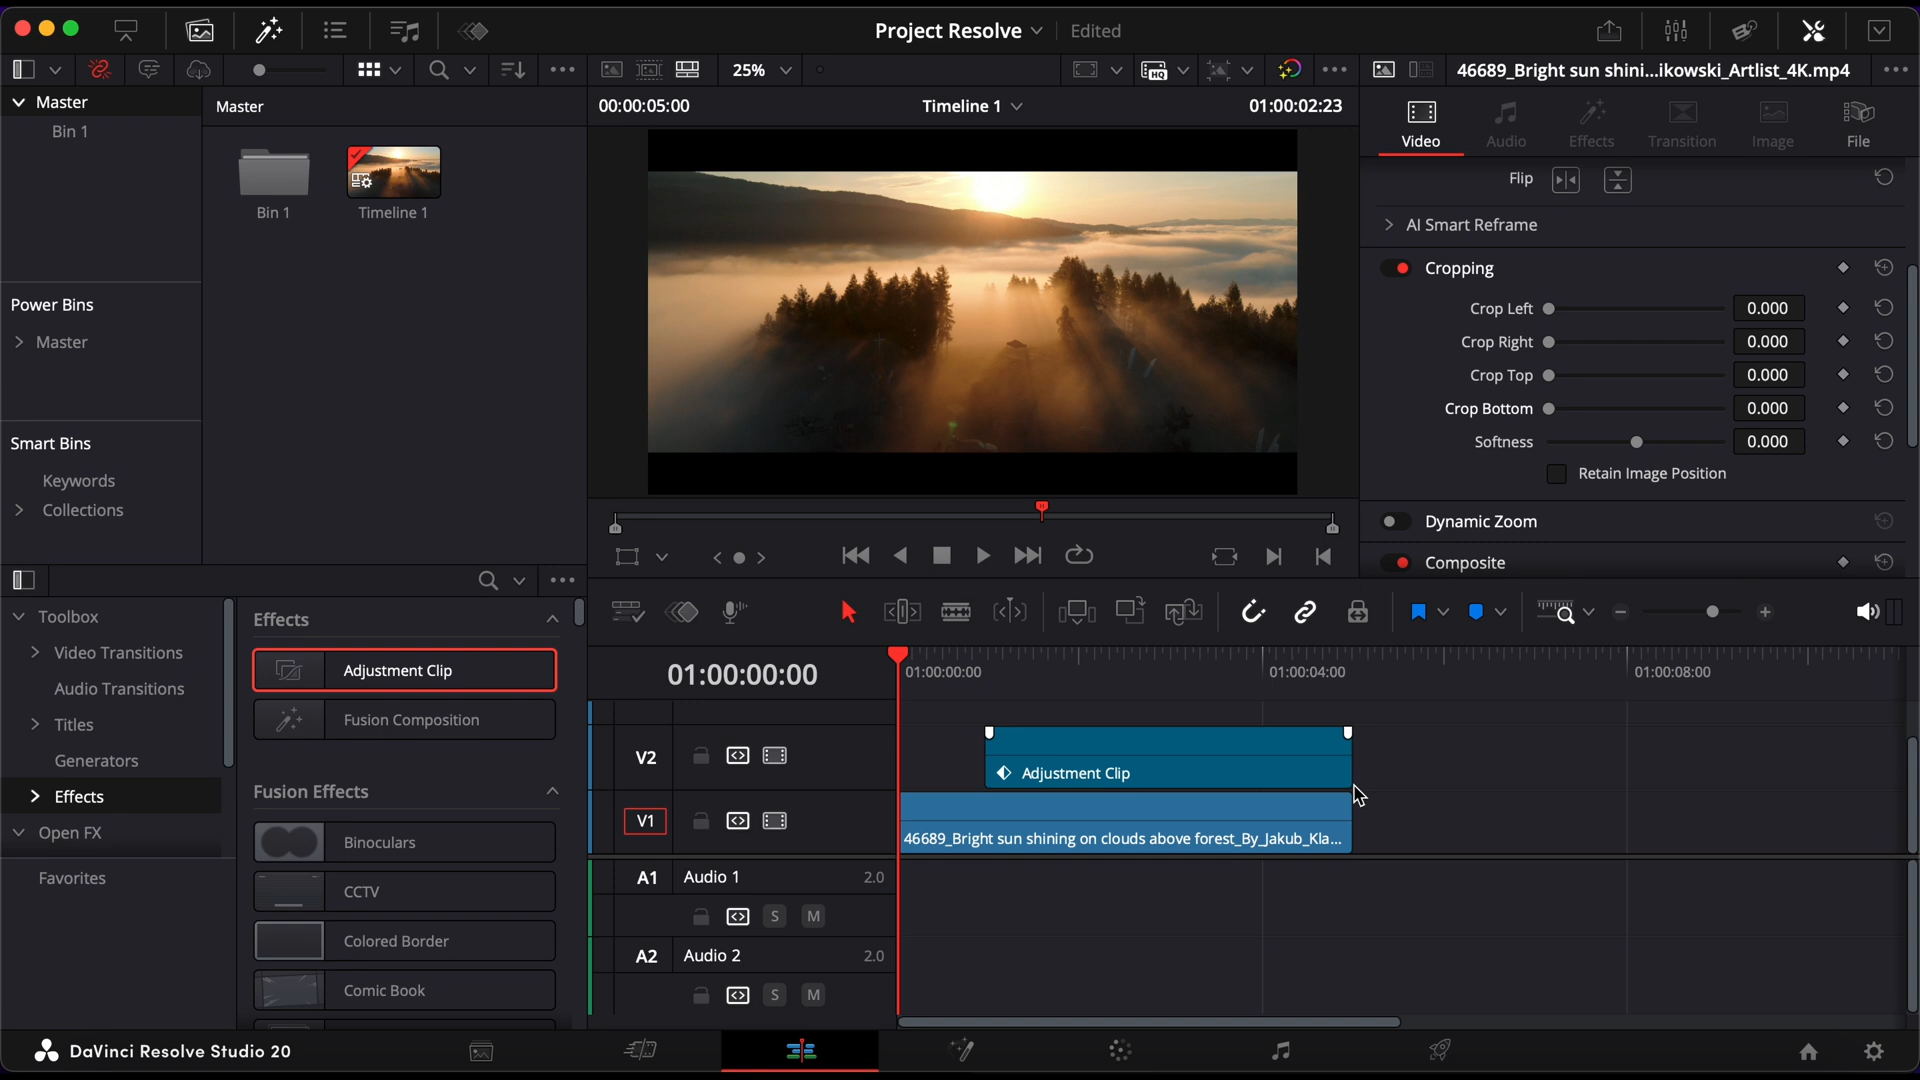 Project Resolve
Edited
25%
HQ
46689_Bright sun shini...ikowski_Artlist_4K.mp4
Master
Bin 1
Master
00:00:05:00
Timeline 1
01:00:02:23
Video
Audio
Effects
Transition
Image
File
Bin 1
Timeline 1
Flip
AI Smart Reframe
Cropping
Crop Left
0.000
Crop Right
0.000
Crop Top
0.000
Crop Bottom
0.000
Softness
0.000
Retain Image Position
Dynamic Zoom
Composite
Power Bins
Master
Smart Bins
Keywords
Collections
Toolbox
Video Transitions
Audio Transitions
Titles
Generators
Effects
Open FX
Favorites
Effects
Adjustment Clip
Fusion Composition
Fusion Effects
Binoculars
CCTV
Colored Border
Comic Book
01:00:00:00
01:00:00:00
01:00:04:00
01:00:08:00
V2
Adjustment Clip
V1
46689_Bright sun shining on clouds above forest_By_Jakub_Kla...
A1
Audio 1
2.0
S
M
A2
Audio 2
2.0
S
M
DaVinci Resolve Studio 20